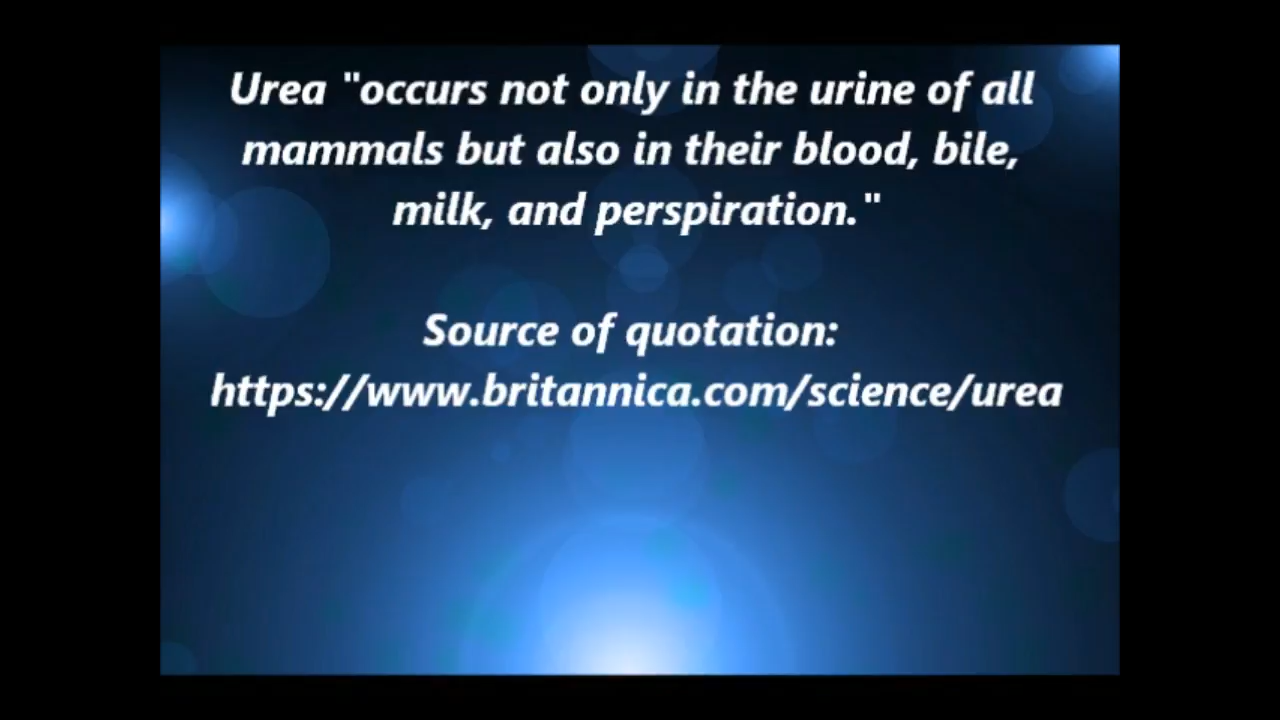 Urea "occurs not only in the urine of all
mammals but also in their blood, bile,
milk, and perspiration."
Source of quotation:
https://www.britannica.com/science/urea